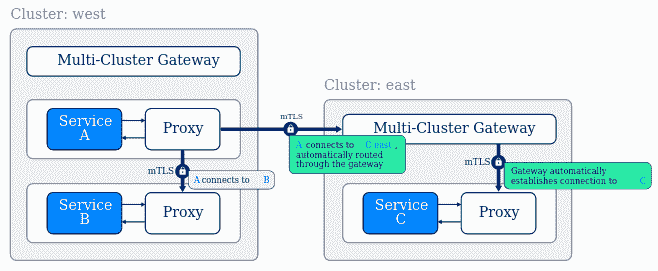 Cluster: west
Multi-Cluster Gateway
Service
A
Proxy
mTLS
A connects to B
Service
B
Proxy
mTLS
A connects to C east ,
automatically routed
through the gateway
Cluster: east
Multi-Cluster Gateway
mTLS
Gateway automatically
establishes connection to C
Service
C
Proxy